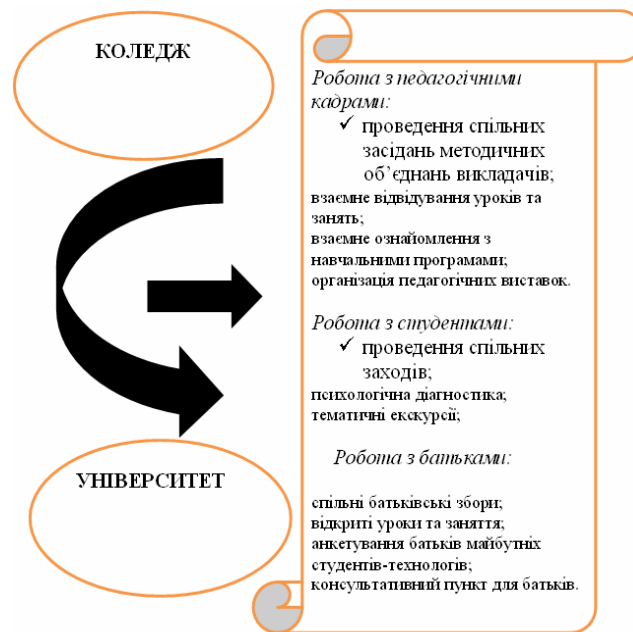 КОЛЕДЖ
Робота з педагогічними
кадрами:
✓ проведення спільних
засідань методичних
об’єднань викладачів;
взаємне відвідування уроків та
занять;
взаємне ознайомлення з
навчальними програмами;
організація педагогічних виставок.
Робота з студентами:
✓ проведення спільних
заходів;
психологічна діагностика;
тематичні екскурсії;
Робота з батьками:
спільні батьківські збори;
відкриті уроки та заняття;
анкетування батьків майбутніх
студентів-технологів;
консультативний пункт для батьків.
УНІВЕРСИТЕТ